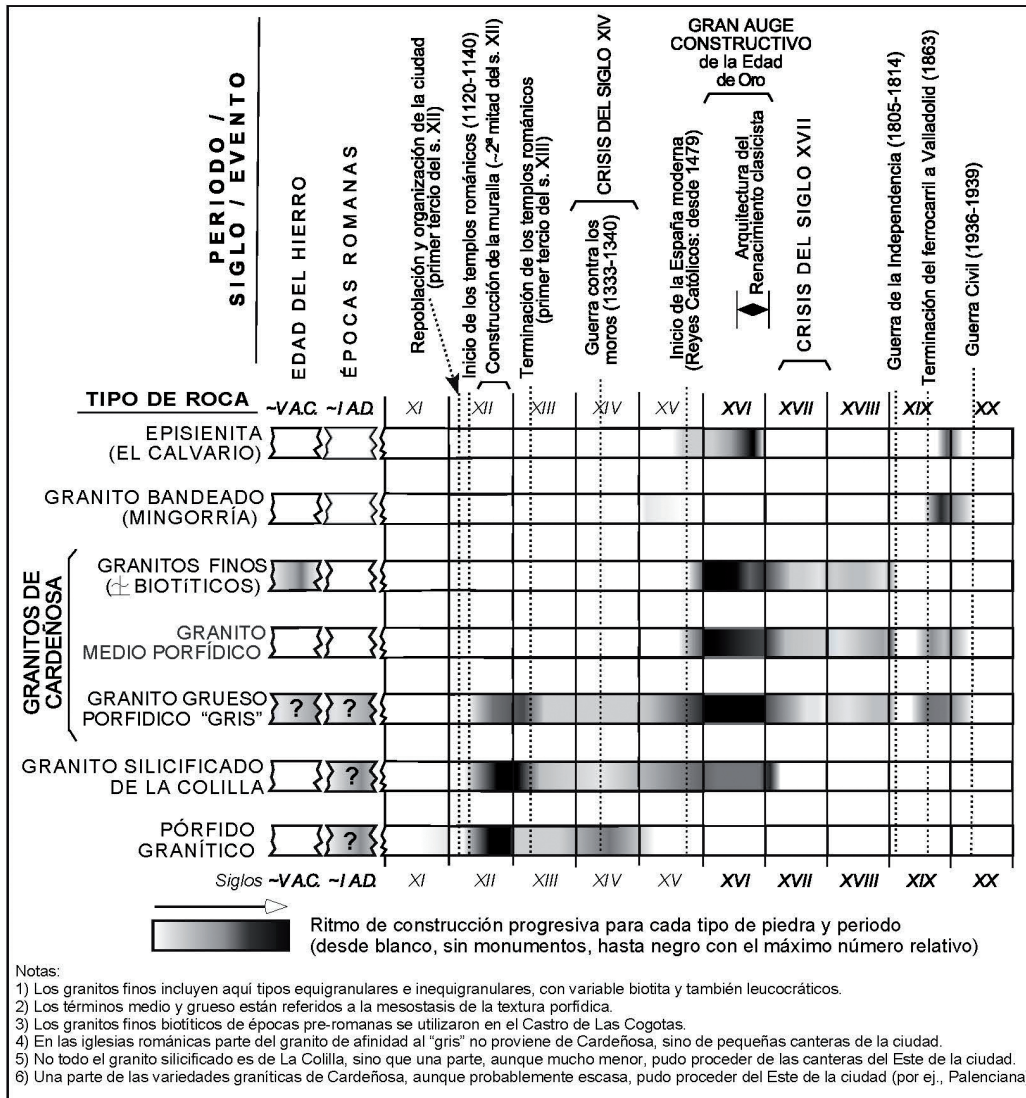 PERIODO /
SIGLO / EVENTO
EDAD DEL HIERRO
ÉPOCAS ROMANAS
Repoblación y organización de la ciudad
(primer tercio del s. XII)
Inicio de los templos románicos (1120-1140)
Construcción de la muralla (~2ª mitad del s. XII)
Terminación de los templos románicos
(primer tercio del s. XIII)
CRISIS DEL SIGLO XIV
Guerra contra los
moros (1333-1340)
Inicio de la España moderna
(Reyes Católicos: desde 1479)
GRAN AUGE
CONSTRUCTIVO
de la Edad
de Oro
Arquitectura del
Renacimiento clasicista
CRISIS DEL SIGLO XVII
Guerra de la Independencia (1805-1814)
Terminación del ferrocarril a Valladolid (1863)
Guerra Civil (1936-1939)
TIPO DE ROCA ~V A.C. ~I A.D. XI XII XIII XIV XV XVI XVII XVIII XIX XX
EPISIENITA
(EL CALVARIO)
GRANITO BANDEADO
(MINGORRÍA)
GRANITOS DE
CARDEÑOSA
GRANITOS FINOS
(± BIOTÍTICOS)
GRANITO
MEDIO PORFÍDICO
GRANITO GRUESO
PORFIDICO "GRIS"
? ?
GRANITO SILICIFICADO
DE LA COLILLA
?
PÓRFIDO
GRANÍTICO
?
Siglos ~V A.C. ~I A.D. XI XII XIII XIV XV XVI XVII XVIII XIX XX
Ritmo de construcción progresiva para cada tipo de piedra y periodo
(desde blanco, sin monumentos, hasta negro con el máximo número relativo)
Notas:
1) Los granitos finos incluyen aquí tipos equigranulares e inequigranulares, con variable biotita y también leucocráticos.
2) Los términos medio y grueso están referidos a la mesostasis de la textura porfídica.
3) Los granitos finos biotíticos de épocas pre-romanas se utilizaron en el Castro de Las Cogotas.
4) En las iglesias románicas parte del granito de afinidad al "gris" no proviene de Cardeñosa, sino de pequeñas canteras de la ciudad.
5) No todo el granito silicificado es de La Colilla, sino que una parte, aunque mucho menor, pudo proceder de las canteras del Este de la ciudad.
6) Una parte de las variedades graníticas de Cardeñosa, aunque probablemente escasa, pudo proceder del Este de la ciudad (por ej., Palenciana)